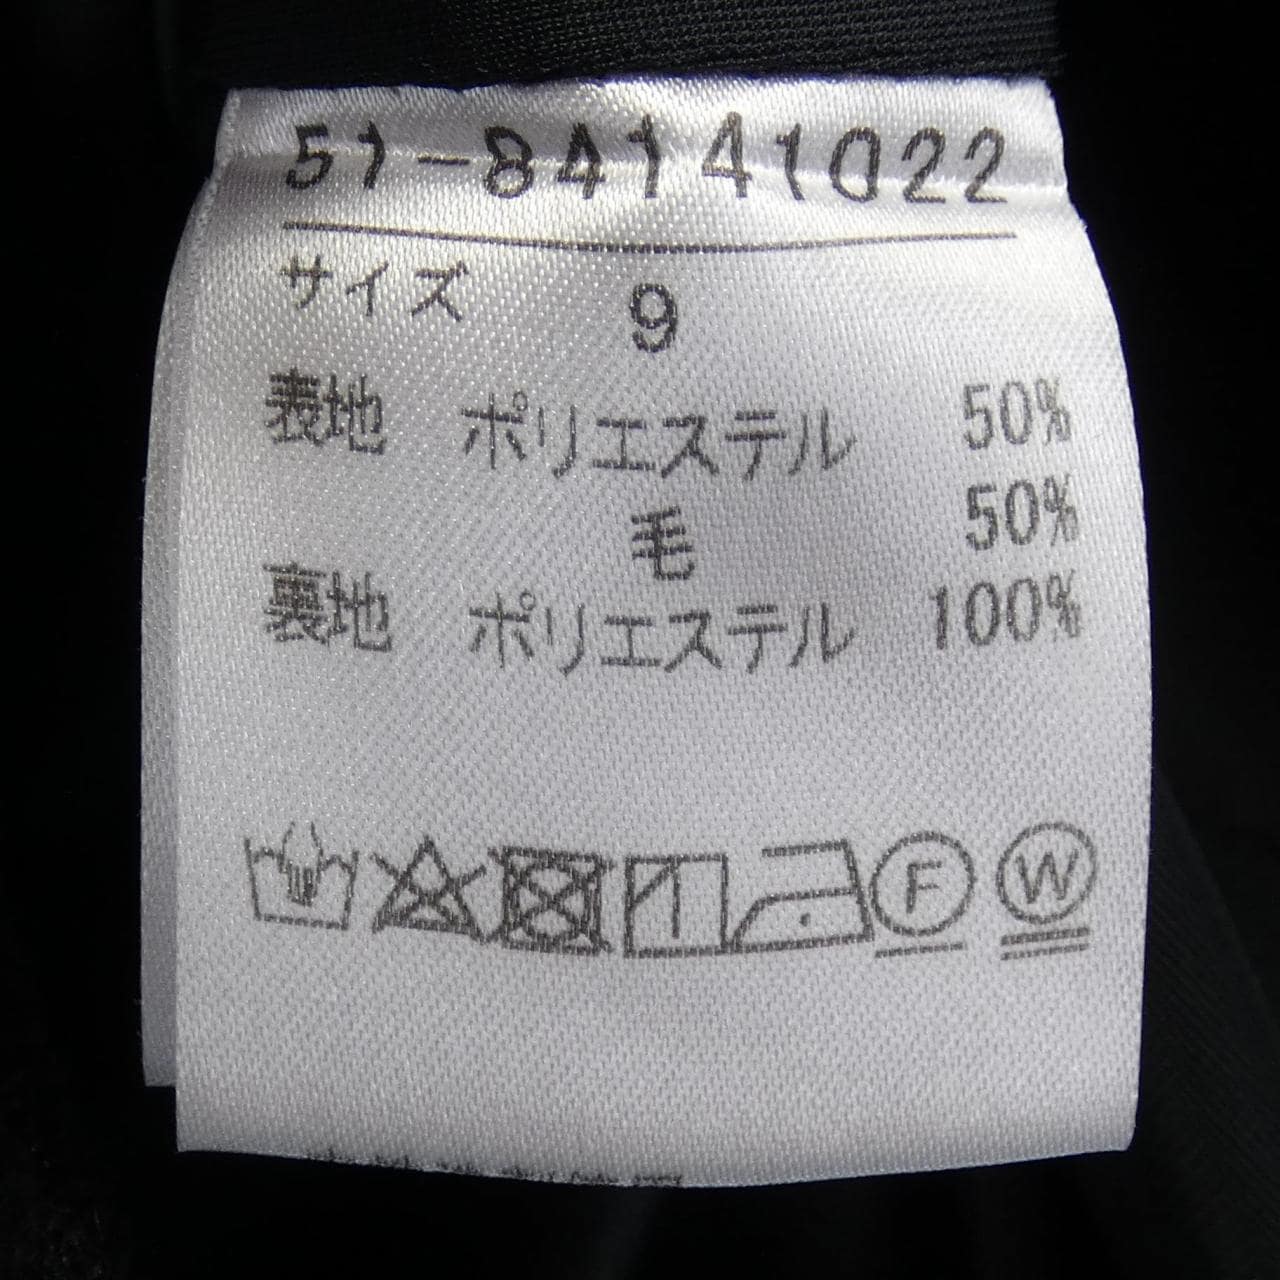 51-84141022
サイズ 9
表地 ポリエステル 50%
毛 50%
裏地 ポリエステル 100%
F W